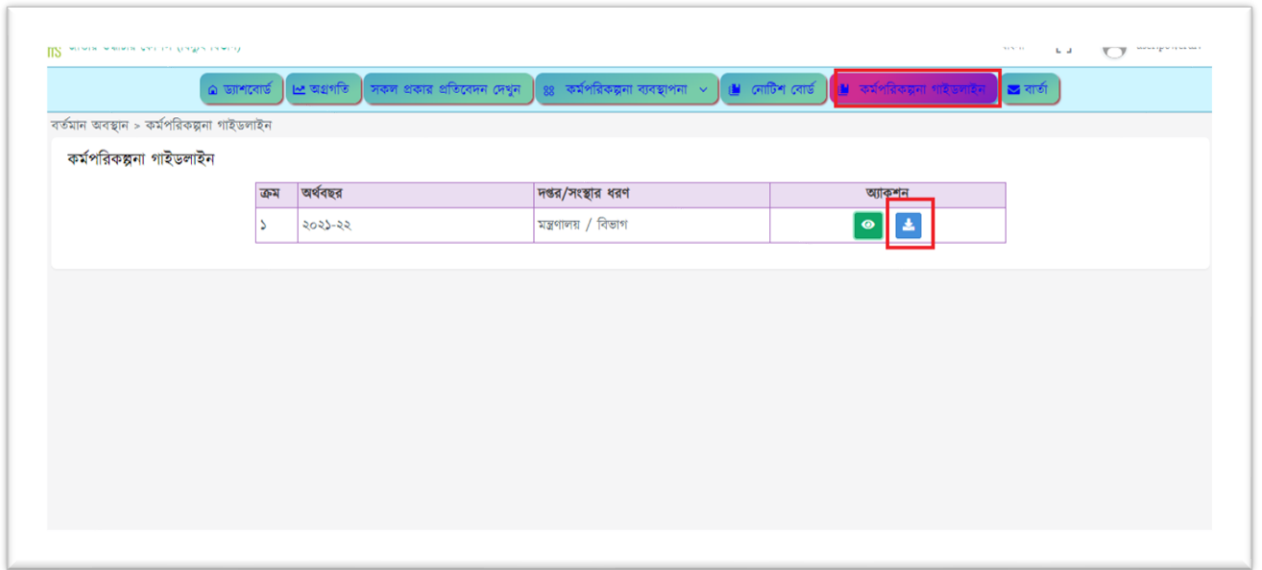 ড্যাশবোর্ড অগ্রগতি সকল প্রকার প্রতিবেদন দেখুন কর্মপরিকল্পনা ব্যবস্থাপনা নোটিশ বোর্ড কর্মপরিকল্পনা গাইডলাইন বার্তা
বর্তমান অবস্থান > কর্মপরিকল্পনা গাইডলাইন
কর্মপরিকল্পনা গাইডলাইন
ক্রম অর্থবছর দপ্তর/সংস্থার ধরণ অ্যাকশন
১ ২০২১-২২ মন্ত্রণালয় / বিভাগ